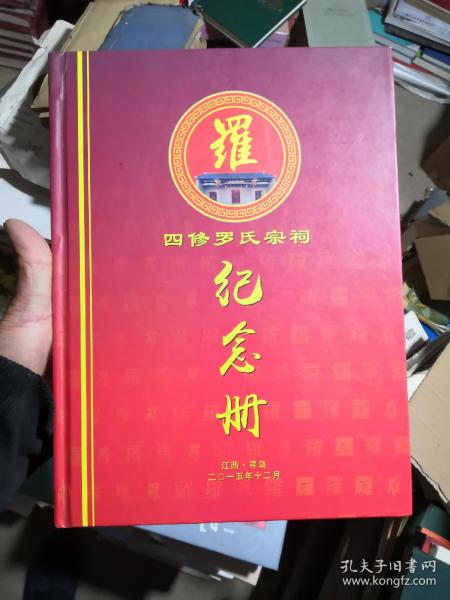 羅
四修罗氏宗祠
纪念册
江西·寻乌
二〇一五年十二月
孔夫子旧书网
www.kongfz.com